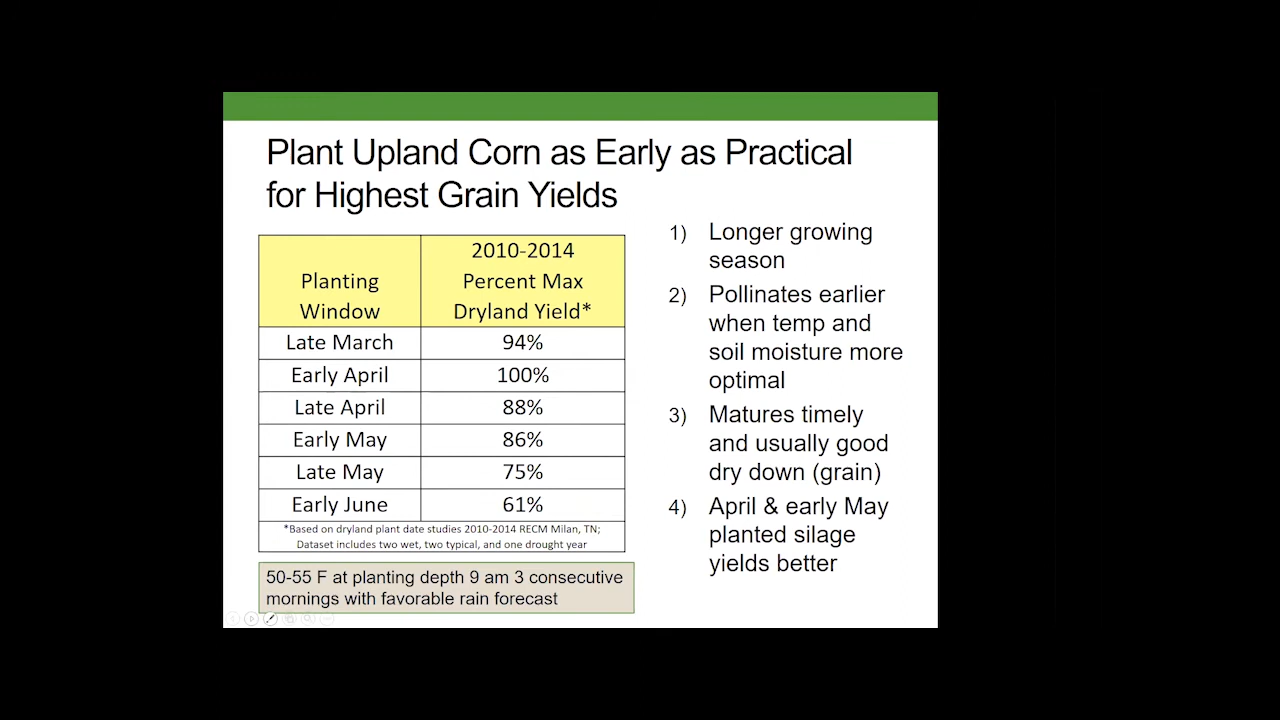 Plant Upland Corn as Early as Practical
for Highest Grain Yields
Planting
Window
2010-2014
Percent Max
Dryland Yield*
Late March 94%
Early April 100%
Late April 88%
Early May 86%
Late May 75%
Early June 61%
*Based on dryland plant date studies 2010-2014 RECM Milan, TN;
Dataset includes two wet, two typical, and one drought year
50-55 F at planting depth 9 am 3 consecutive
mornings with favorable rain forecast
1) Longer growing
season
2) Pollinates earlier
when temp and
soil moisture more
optimal
3) Matures timely
and usually good
dry down (grain)
4) April & early May
planted silage
yields better